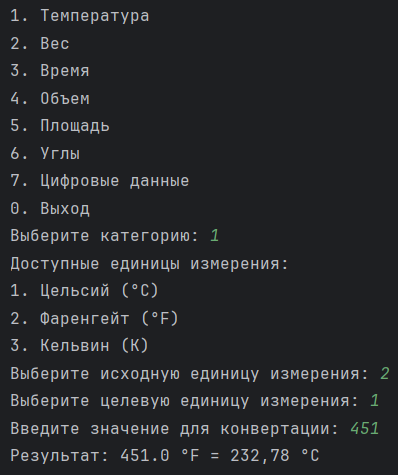 1. Температура
2. Вес
3. Время
4. Объем
5. Площадь
6. Углы
7. Цифровые данные
0. Выход
Выберите категорию: 1
Доступные единицы измерения:
1. Цельсий (°C)
2. Фаренгейт (°F)
3. Кельвин (K)
Выберите исходную единицу измерения: 2
Выберите целевую единицу измерения: 1
Введите значение для конвертации: 451
Результат: 451.0 °F = 232,78 °C